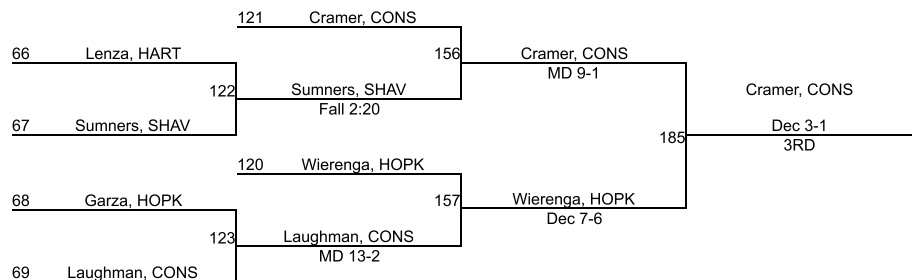 121 Cramer, CONS
66 Lenza, HART
156 Cramer, CONS
MD 9-1
122 Sumners, SHAV
Fall 2:20
Cramer, CONS
67 Sumners, SHAV
Dec 3-1
185
3RD
120 Wierenga, HOPK
68 Garza, HOPK
157 Wierenga, HOPK
Dec 7-6
123 Laughman, CONS
MD 13-2
69 Laughman, CONS